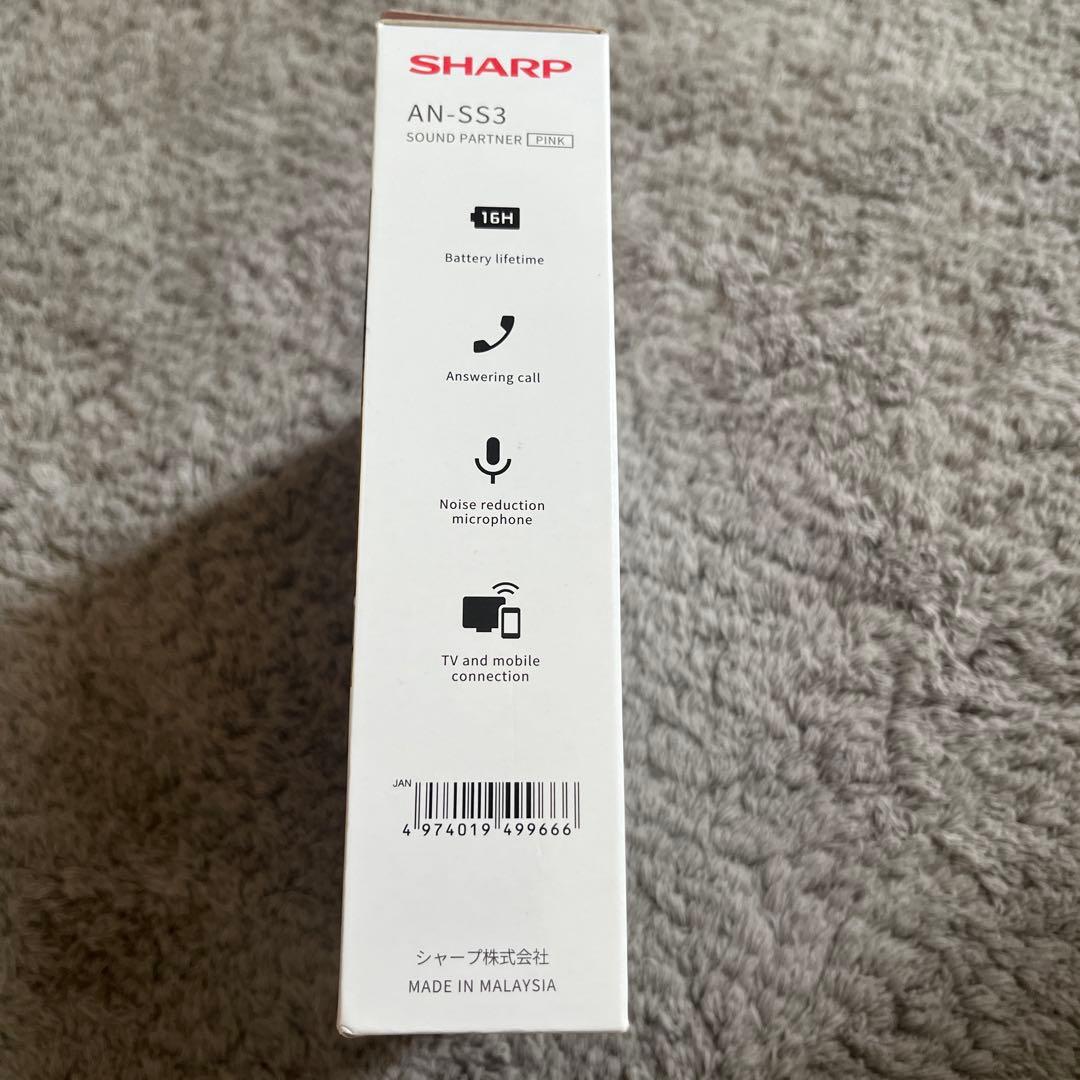 SHARP
AN-SS3
SOUND PARTNER PINK
16H
Battery lifetime
Answering call
Noise reduction
microphone
TV and mobile
connection
JAN
4 974019 499666
シャープ株式会社
MADE IN MALAYSIA